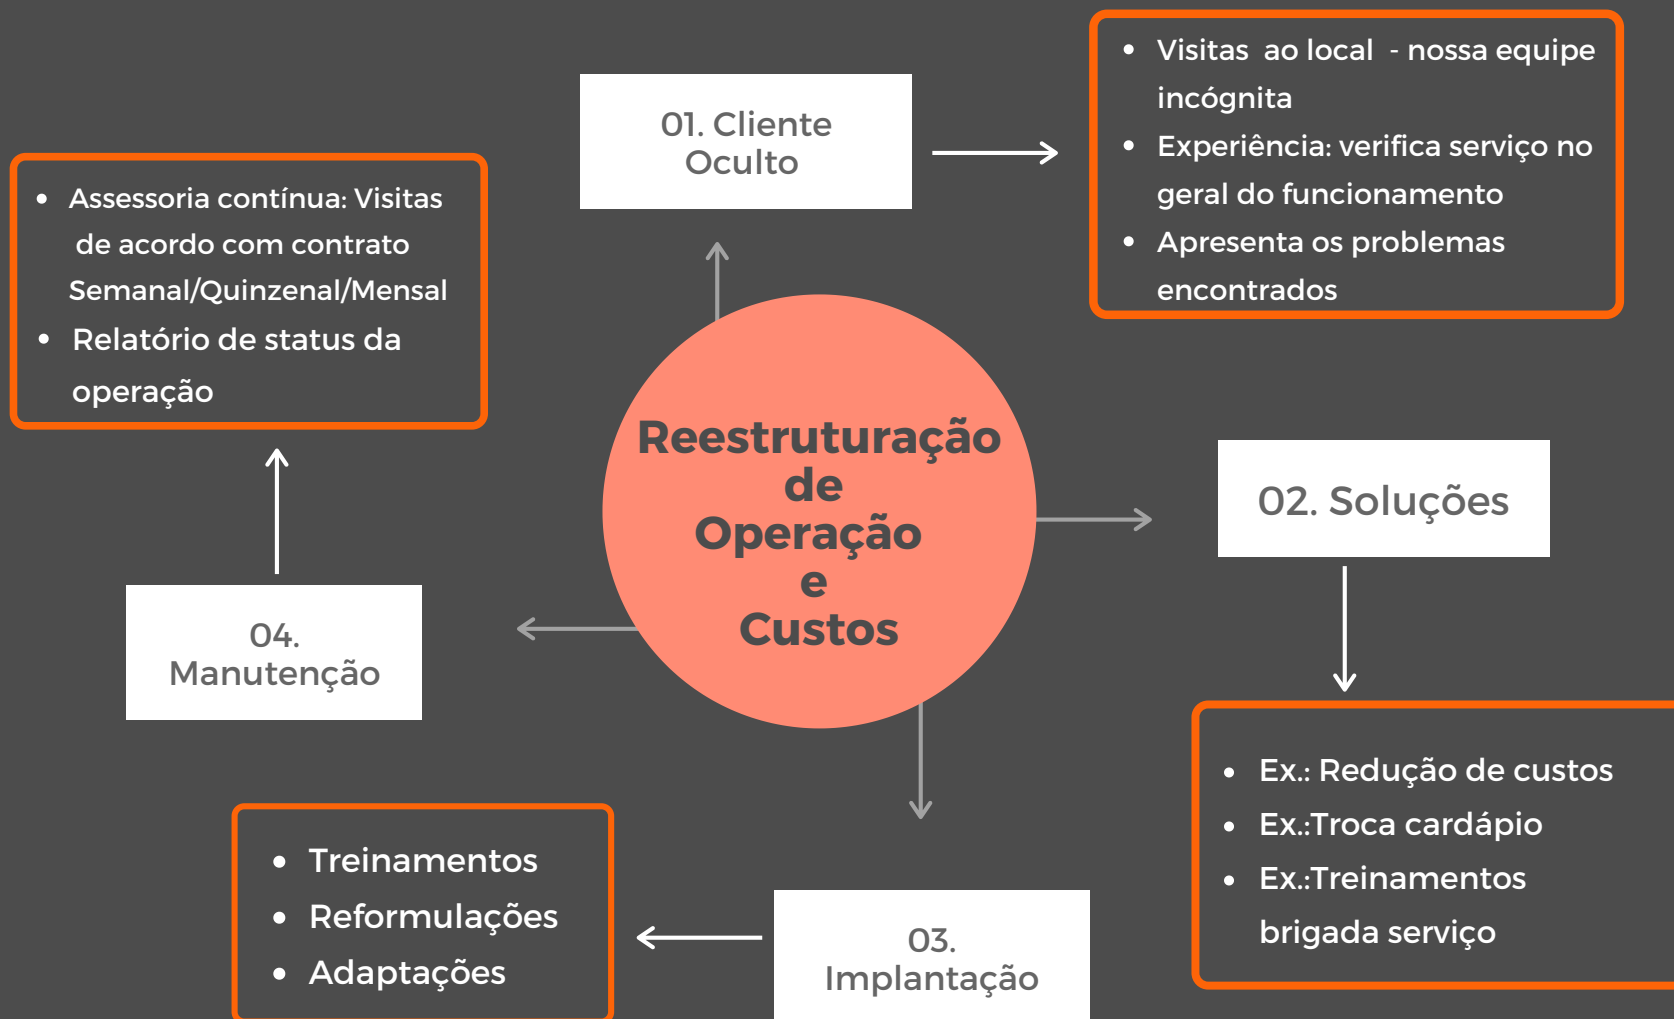 01. Cliente
Oculto
• Visitas ao local - nossa equipe
incógnita
• Experiência: verifica serviço no
geral do funcionamento
• Apresenta os problemas
encontrados
• Assessoria contínua: Visitas
de acordo com contrato
Semanal/Quinzenal/Mensal
• Relatório de status da
operação
Reestruturação
de
Operação
e
Custos
02. Soluções
• Ex.: Redução de custos
• Ex.:Troca cardápio
• Ex.:Treinamentos
brigada serviço
04.
Manutenção
• Treinamentos
• Reformulações
• Adaptações
03.
Implantação